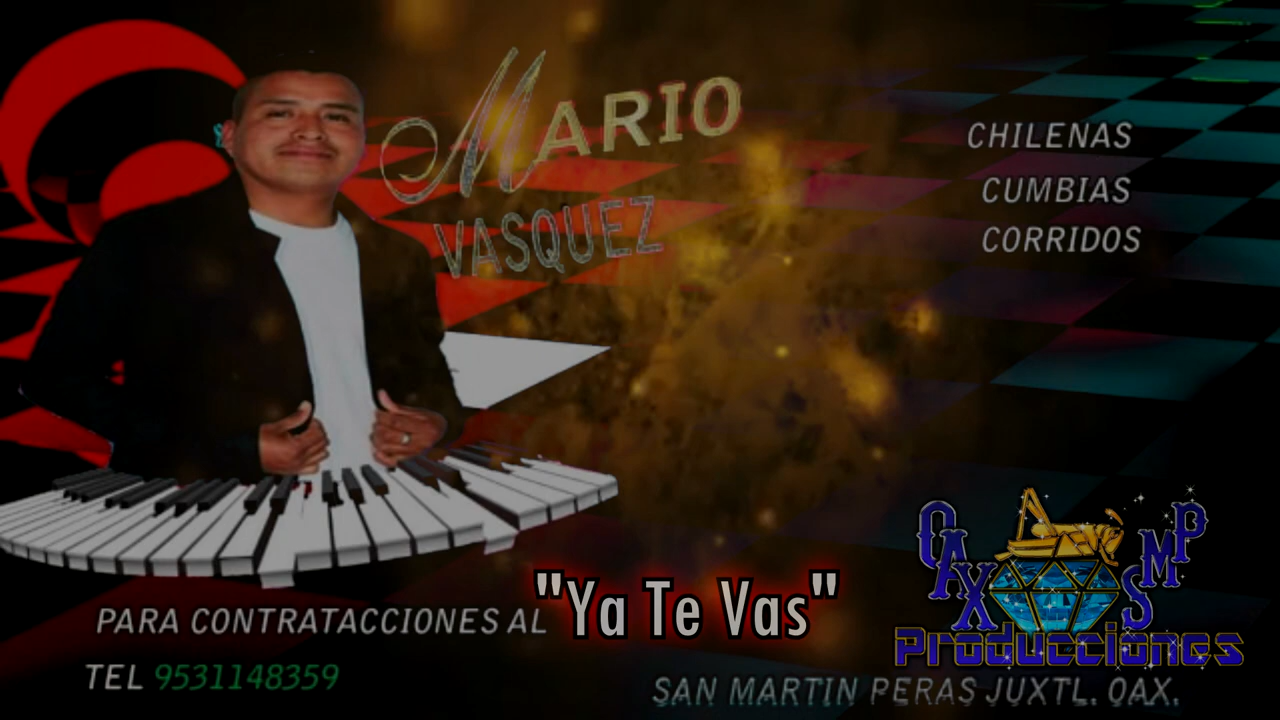 MARIO
VASQUEZ
CHILENAS
CUMBIAS
CORRIDOS
PARA CONTRATACCIONES AL
TEL 9531148359
"Ya Te Vas"
OAX SMP
Producciones
SAN MARTIN PERAS JUXTL. OAX.